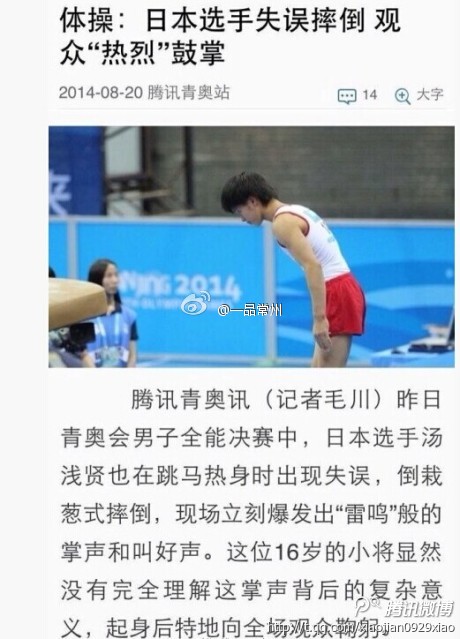 体操：日本选手失误摔倒 观
众“热烈”鼓掌
2014-08-20 腾讯青奥站
14
大字
NJING 2014
TH OLYMPIC
@一品常州
腾讯青奥讯（记者毛川）昨日
青奥会男子全能决赛中，日本选手汤
浅贤也在跳马热身时出现失误，倒栽
葱式摔倒，现场立刻爆发出“雷鸣”般的
掌声和叫好声。这位16岁的小将显然
没有完全理解这掌声背后的复杂意
义，起身后特地向全场观众
腾讯微博
http://t.qq.com/xiaojian0929xiao